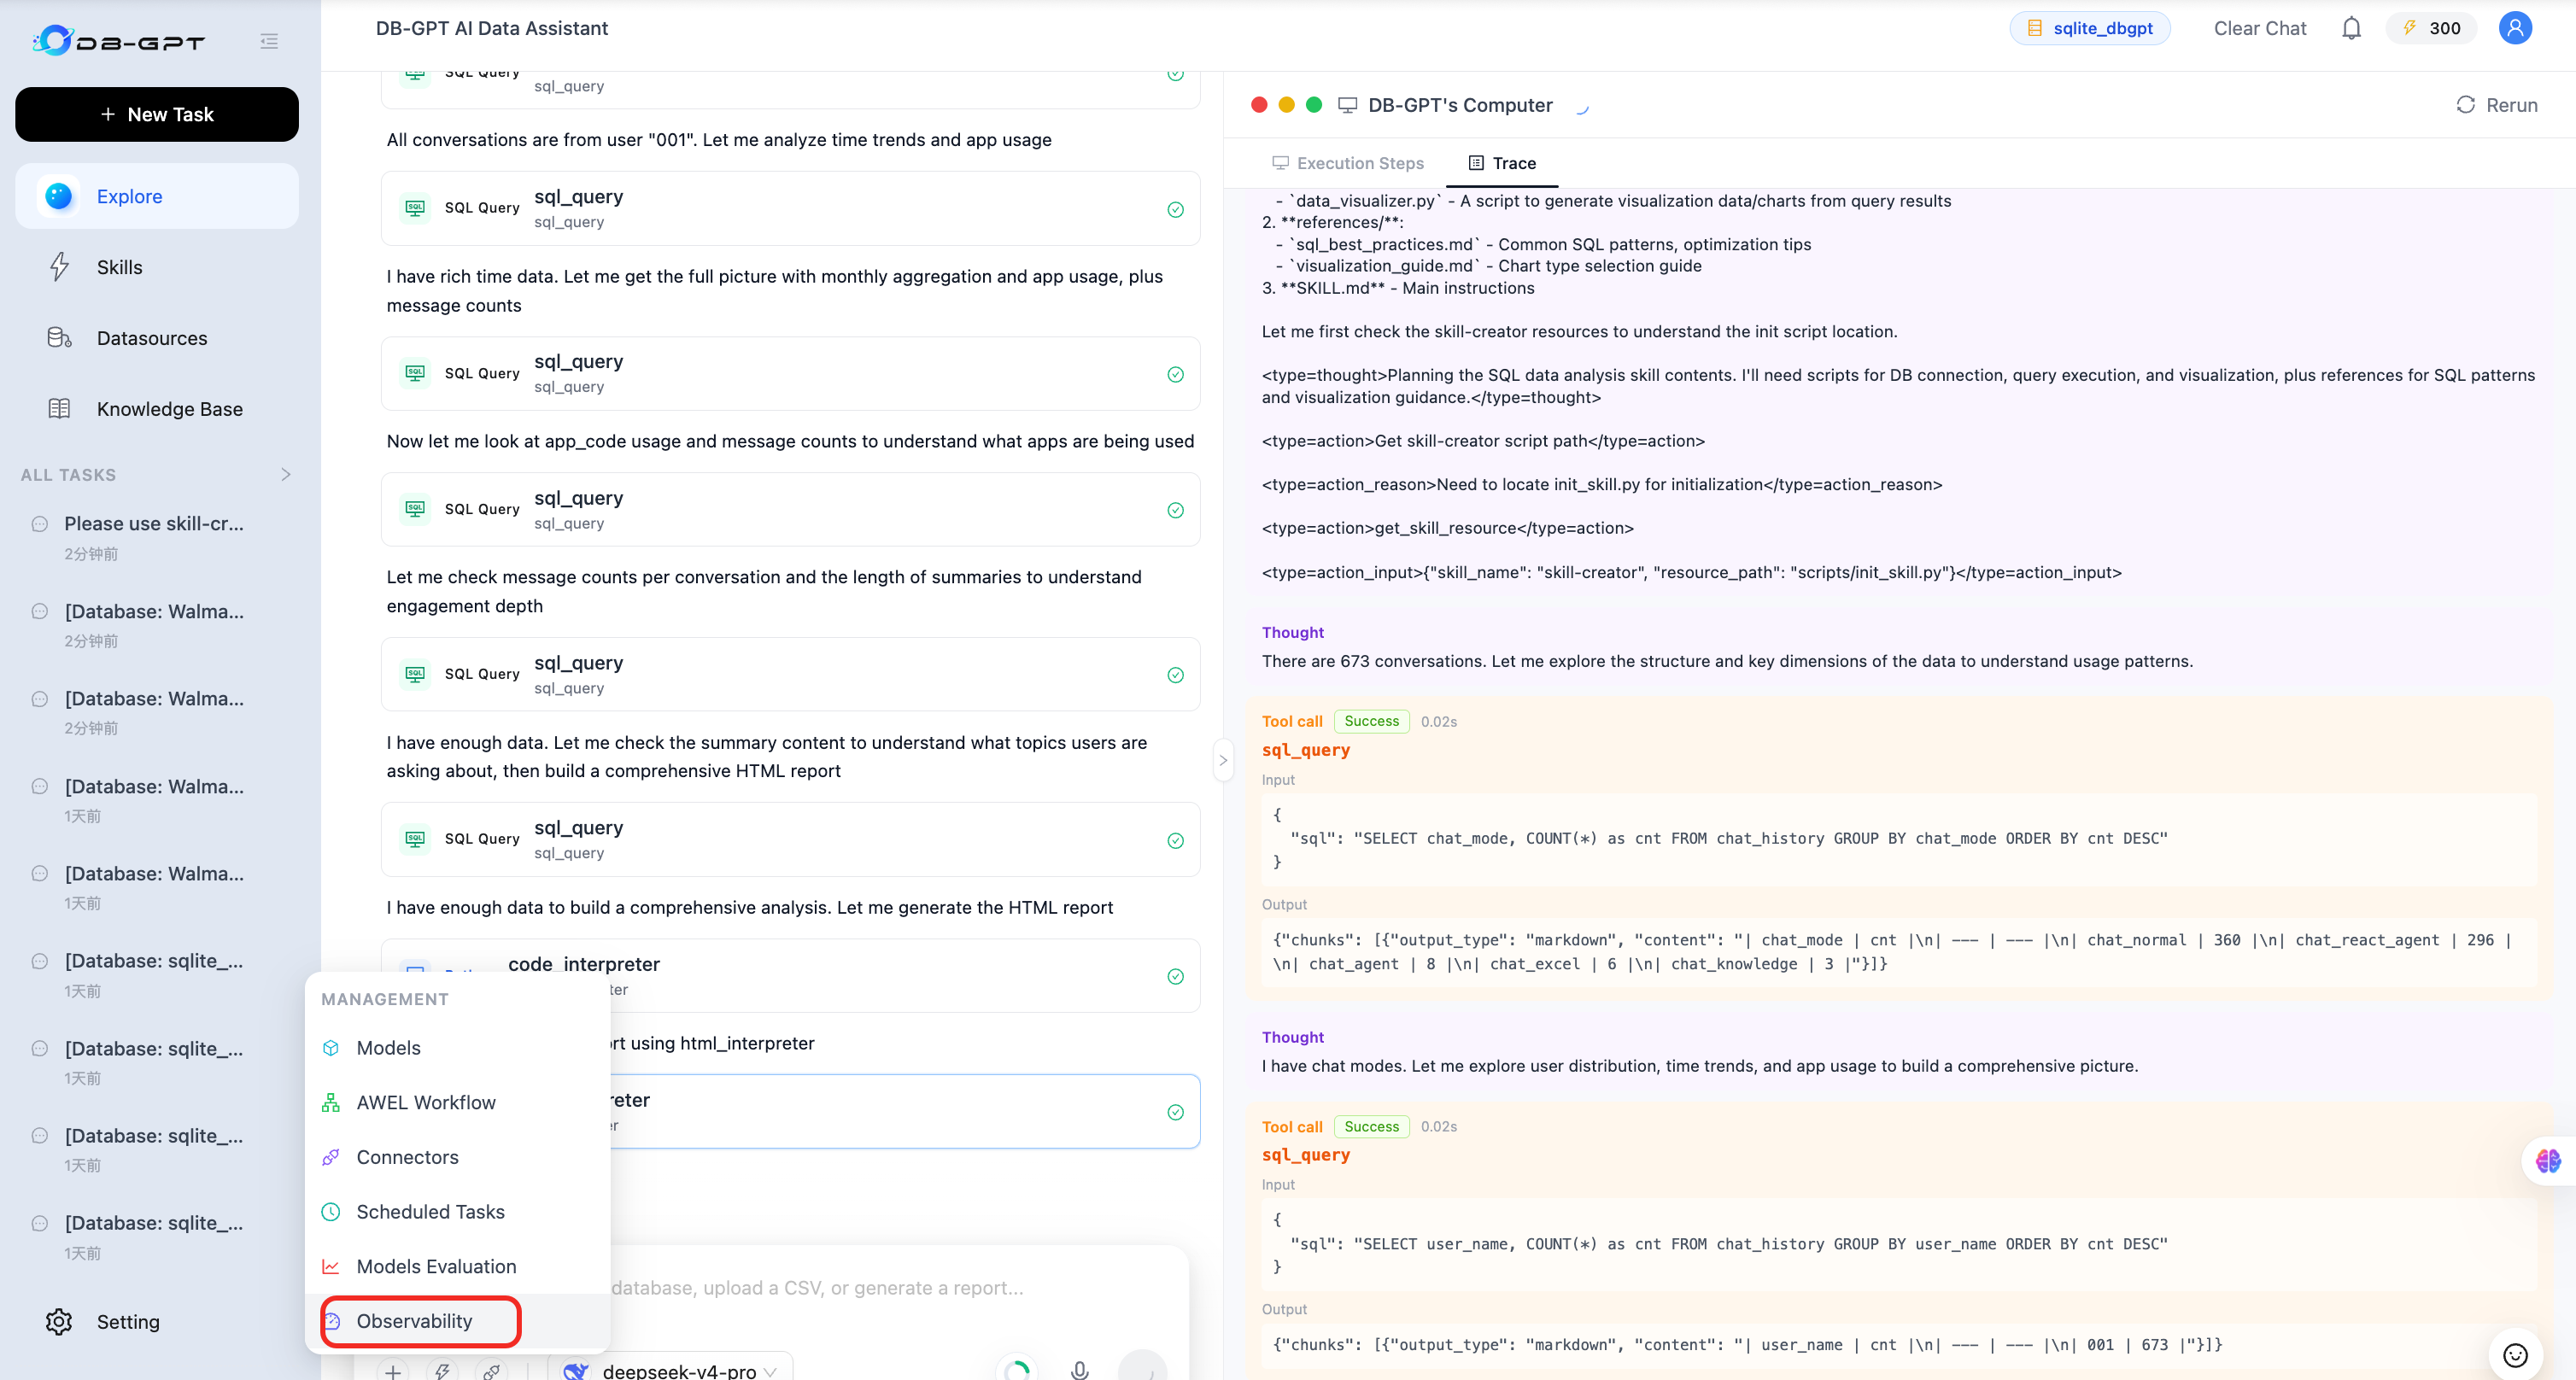 DB-GPT
New Task
Explore
Skills
Datasources
Knowledge Base
ALL TASKS
Please use skill-cr...
2分钟前
[Database: Walma...
2分钟前
[Database: Walma...
2分钟前
[Database: Walma...
1天前
[Database: Walma...
1天前
[Database: sqlite_...
1天前
[Database: sqlite_...
1天前
[Database: sqlite_...
1天前
[Database: sqlite_...
1天前
Setting
MANAGEMENT
Models
AWEL Workflow
Connectors
Scheduled Tasks
Models Evaluation
Observability
DB-GPT AI Data Assistant
sqlite_dbgpt
Clear Chat
300
SQL Query
sql_query
All conversations are from user "001". Let me analyze time trends and app usage
SQL Query
sql_query
sql_query
I have rich time data. Let me get the full picture with monthly aggregation and app usage, plus
message counts
SQL Query
sql_query
sql_query
Now let me look at app_code usage and message counts to understand what apps are being used
SQL Query
sql_query
sql_query
Let me check message counts per conversation and the length of summaries to understand
engagement depth
SQL Query
sql_query
sql_query
I have enough data. Let me check the summary content to understand what topics users are
asking about, then build a comprehensive HTML report
SQL Query
sql_query
sql_query
I have enough data to build a comprehensive analysis. Let me generate the HTML report
code_interpreter
using html_interpreter
database, upload a CSV, or generate a report...
deepseek-v4-pro
DB-GPT's Computer
Rerun
Execution Steps
Trace
- `data_visualizer.py` - A script to generate visualization data/charts from query results
2. **references/**:
- `sql_best_practices.md` - Common SQL patterns, optimization tips
- `visualization_guide.md` - Chart type selection guide
3. **SKILL.md** - Main instructions
Let me first check the skill-creator resources to understand the init script location.
<type=thought>Planning the SQL data analysis skill contents. I'll need scripts for DB connection, query execution, and visualization, plus references for SQL patterns
and visualization guidance.</type=thought>
<type=action>Get skill-creator script path</type=action>
<type=action_reason>Need to locate init_skill.py for initialization</type=action_reason>
<type=action>get_skill_resource</type=action>
<type=action_input>{"skill_name": "skill-creator", "resource_path": "scripts/init_skill.py"}</type=action_input>
Thought
There are 673 conversations. Let me explore the structure and key dimensions of the data to understand usage patterns.
Tool call Success 0.02s
sql_query
Input
{
"sql": "SELECT chat_mode, COUNT(*) as cnt FROM chat_history GROUP BY chat_mode ORDER BY cnt DESC"
}
Output
{"chunks": [{"output_type": "markdown", "content": "| chat_mode | cnt |\n| --- | --- |\n| chat_normal | 360 |\n| chat_react_agent | 296 |
\n| chat_agent | 8 |\n| chat_excel | 6 |\n| chat_knowledge | 3 |"}]}
Thought
I have chat modes. Let me explore user distribution, time trends, and app usage to build a comprehensive picture.
Tool call Success 0.02s
sql_query
Input
{
"sql": "SELECT user_name, COUNT(*) as cnt FROM chat_history GROUP BY user_name ORDER BY cnt DESC"
}
Output
{"chunks": [{"output_type": "markdown", "content": "| user_name | cnt |\n| --- | --- |\n| 001 | 673 |"}]}